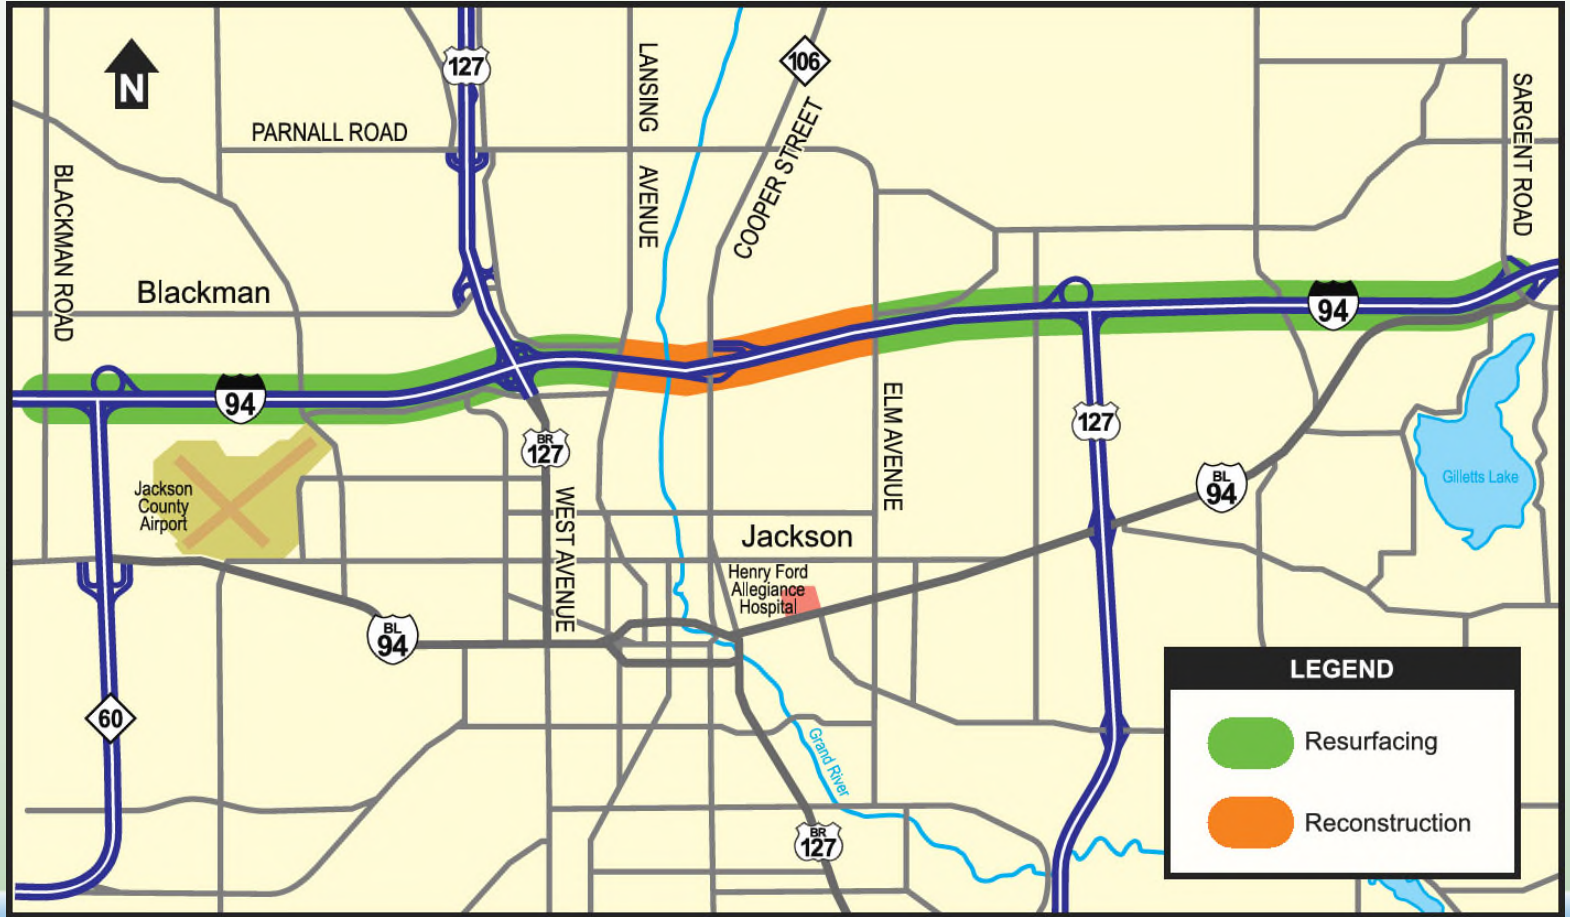 127
LANSING
AVENUE
106
COOPER STREET
SARGENT ROAD
N
PARNALL ROAD
BLACKMAN ROAD
Blackman
94
94
ELM AVENUE
127
BR
127
BL
94
Gilletts Lake
Jackson
County
Airport
WEST AVENUE
Jackson
Henry Ford
Allegiance
Hospital
BL
94
60
Grand River
BR
127
LEGEND
Resurfacing
Reconstruction